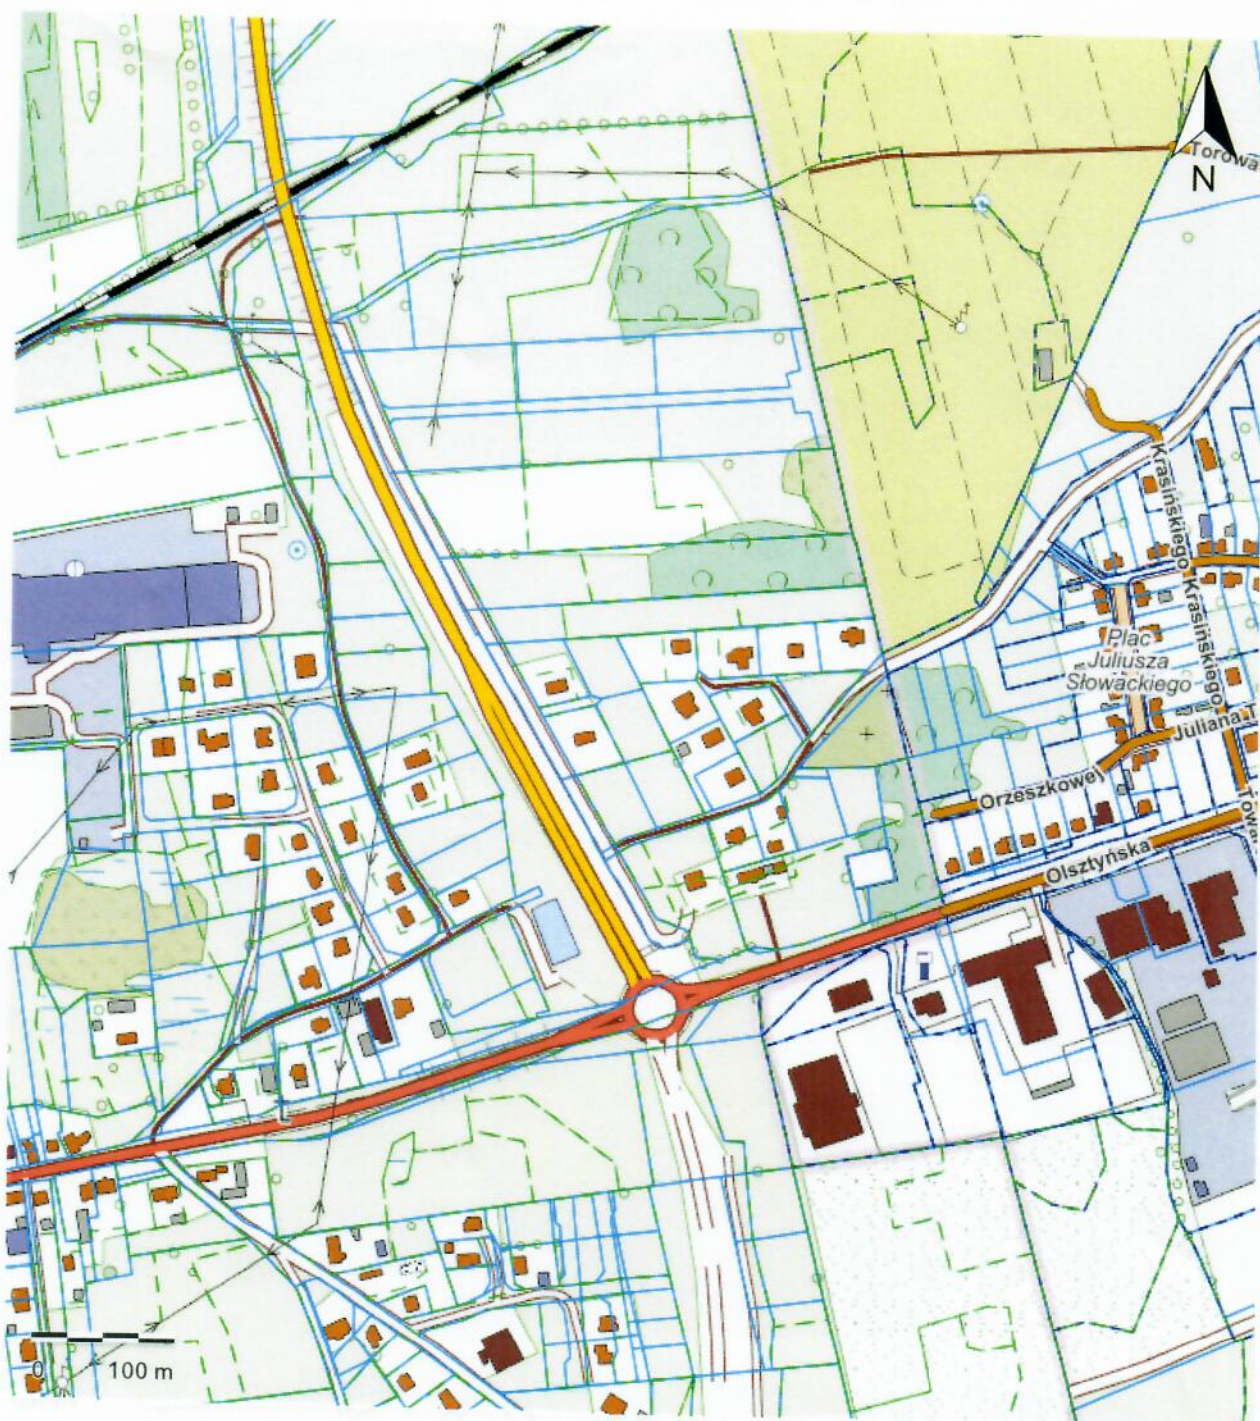 Torowa
N
Krasińskiego
Krasińskiego
Plac
Juliusza
Słowackiego
Juliana
Orzeszkowej
Olsztyńska
0 100 m